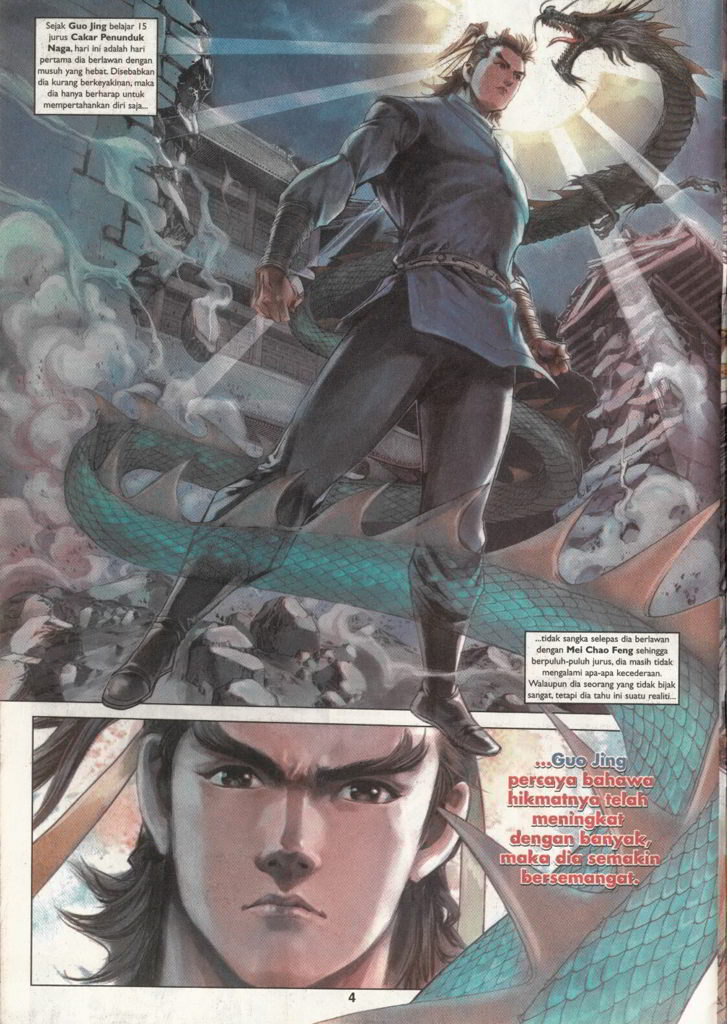 Sejak Guo Jing belajar 15
jurus Cakar Penunduk
Naga, hari ini adalah hari
pertama dia berlawan dengan
musuh yang hebat. Disebabkan
dia kurang berkeyakinan, maka
dia hanya berharap untuk
mempertahankan diri saja...
...tidak sangka selepas dia berlawan
dengan Mei Chao Feng sehingga
berpuluh-puluh jurus, dia masih tidak
mengalami apa-apa kecederaan.
Walaupun dia seorang yang tidak bijak
sangat, tetapi dia tahu ini suatu realiti...
...Guo Jing
percaya bahawa
hikmatnya telah
meningkat
dengan banyak,
maka dia semakin
bersemangat.
4